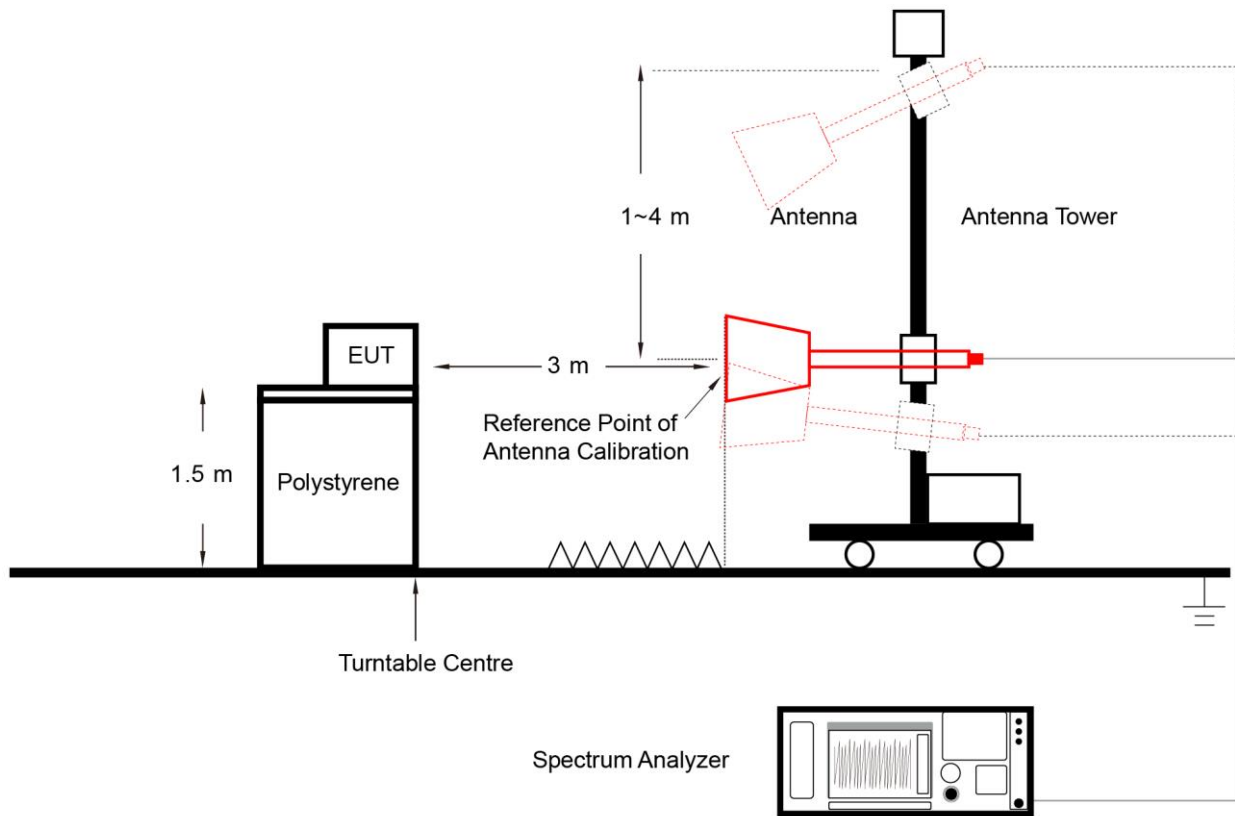 1~4 m
Antenna
Antenna Tower
EUT
3 m
Reference Point of
Antenna Calibration
1.5 m
Polystyrene
Turntable Centre
Spectrum Analyzer